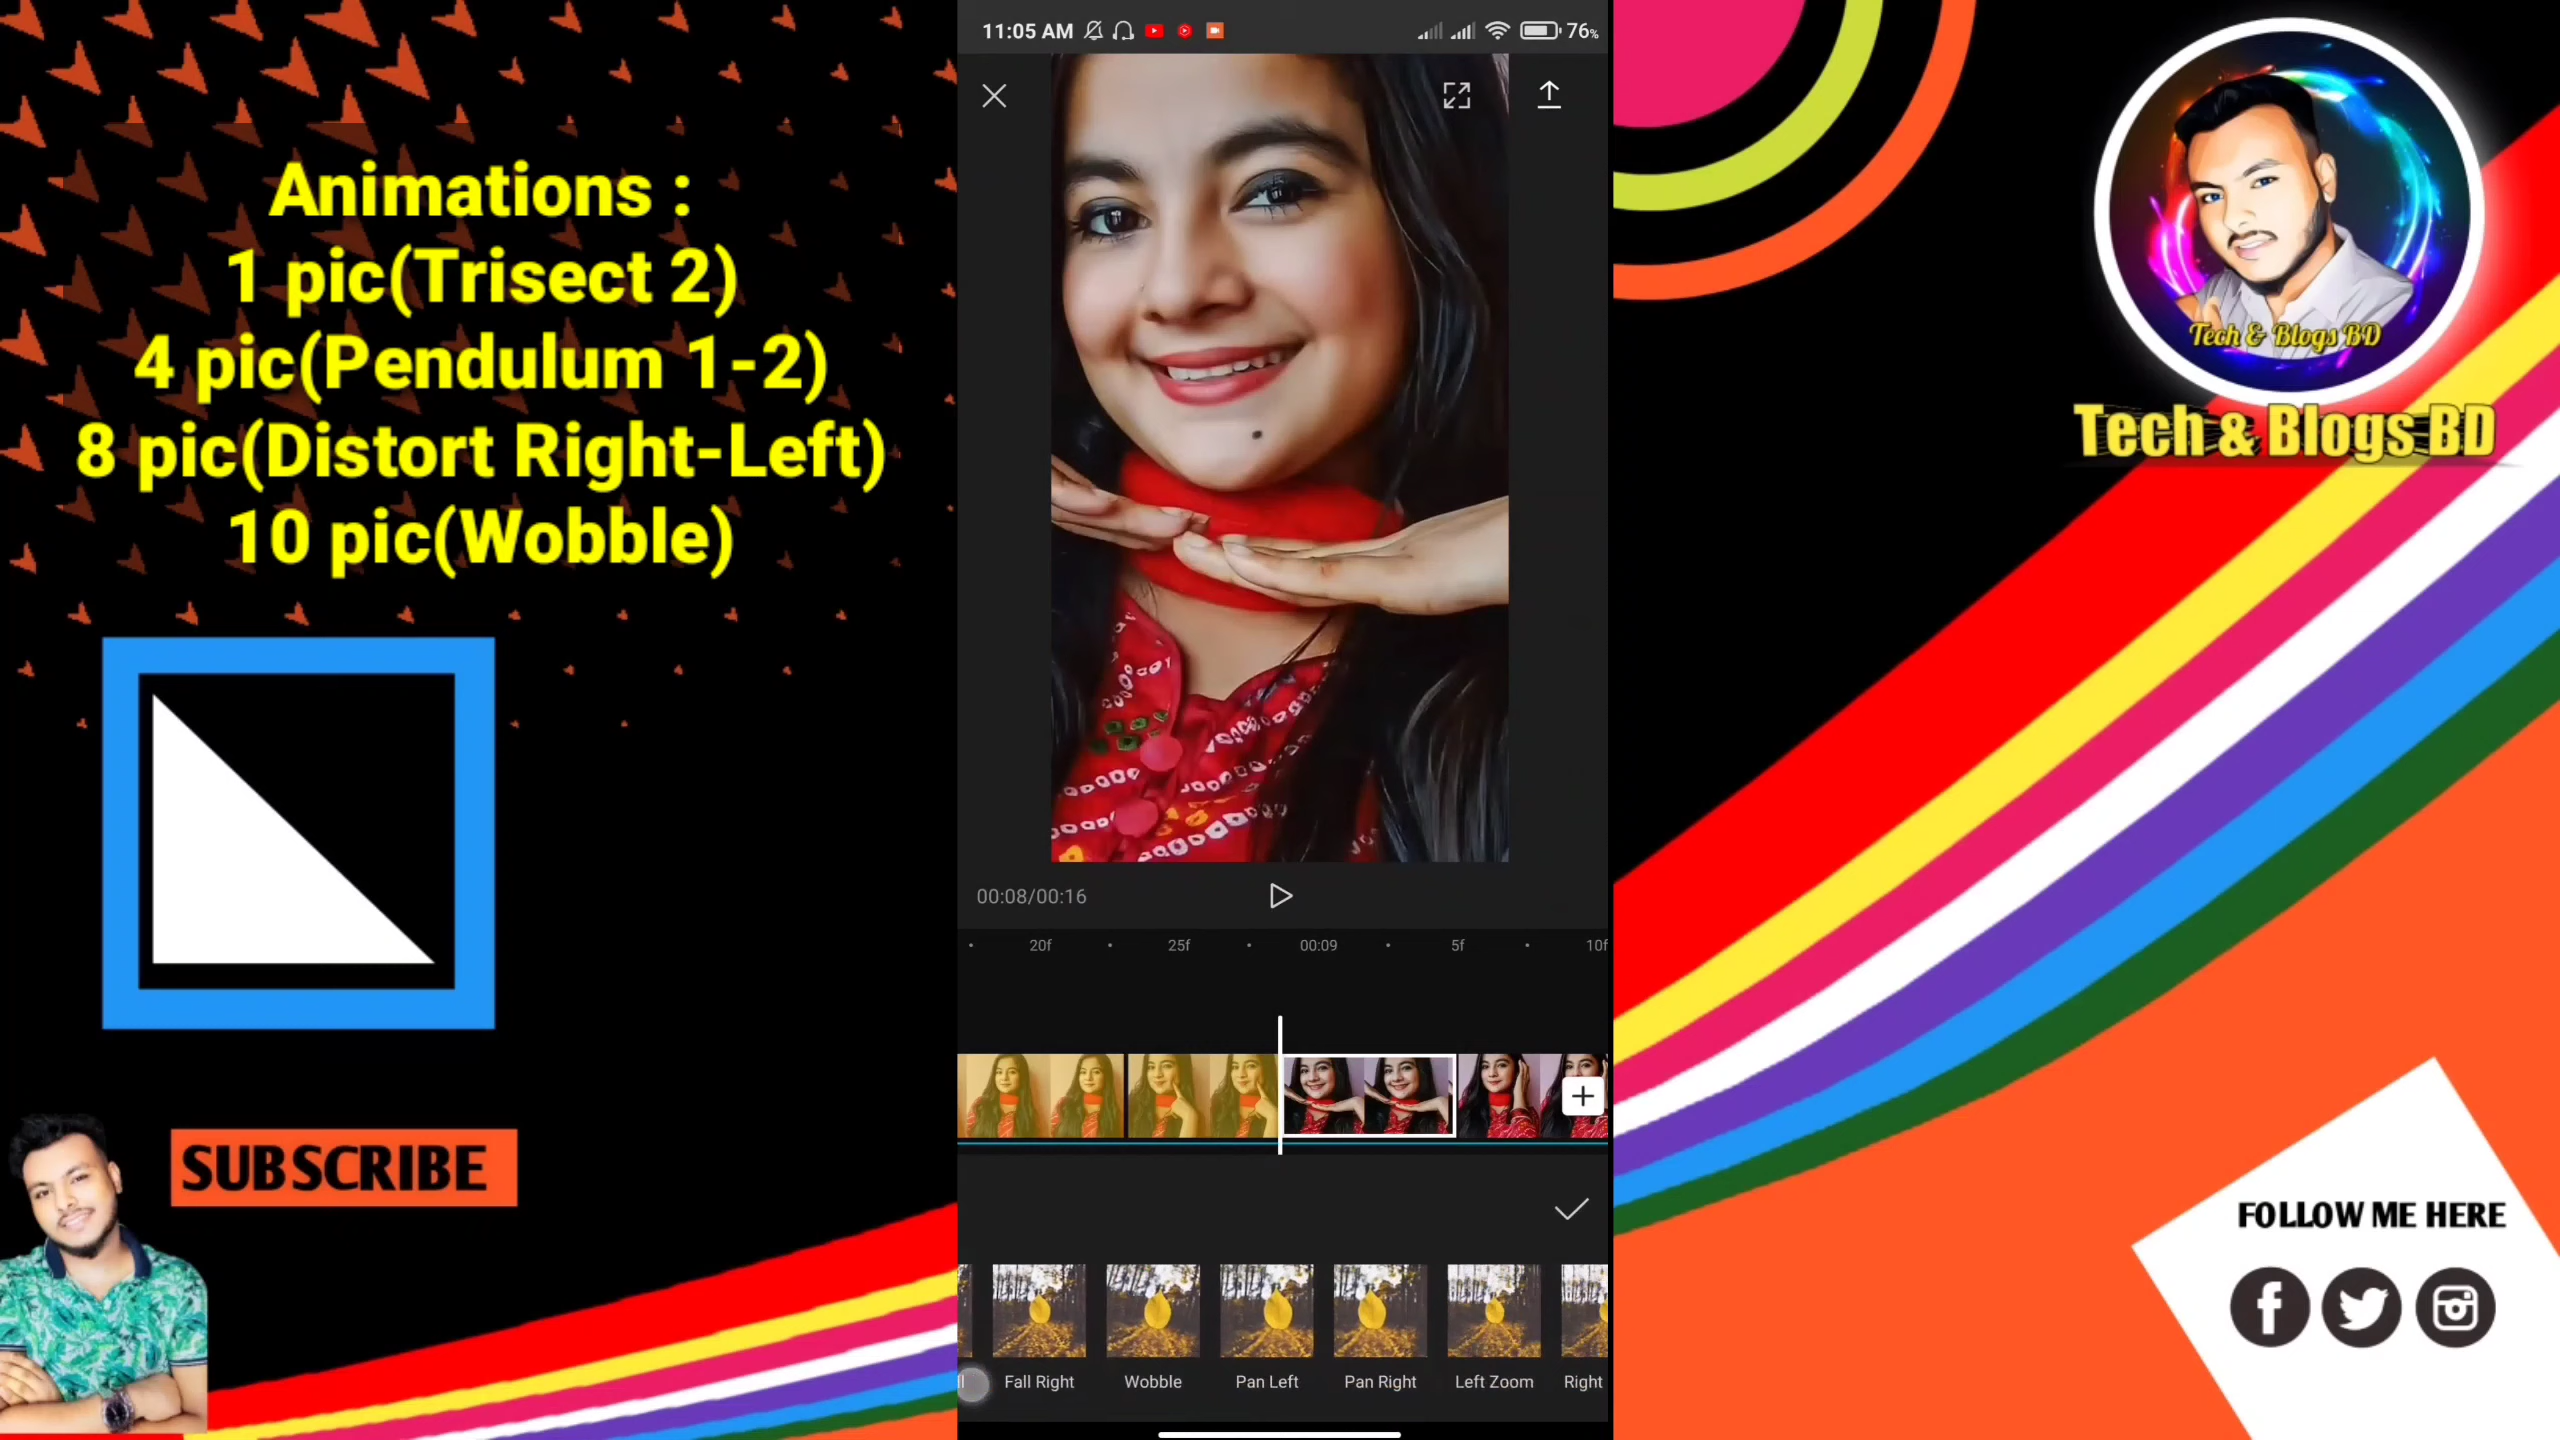 Animations :
1 pic(Trisect 2)
4 pic(Pendulum 1-2)
8 pic(Distort Right-Left)
10 pic(Wobble)
SUBSCRIBE
11:05 AM
76%
00:08/00:16
20f
25f
00:09
5f
10f
Fall Right
Wobble
Pan Left
Pan Right
Left Zoom
Right
Tech & Blogs BD
Tech & Blogs BD
FOLLOW ME HERE